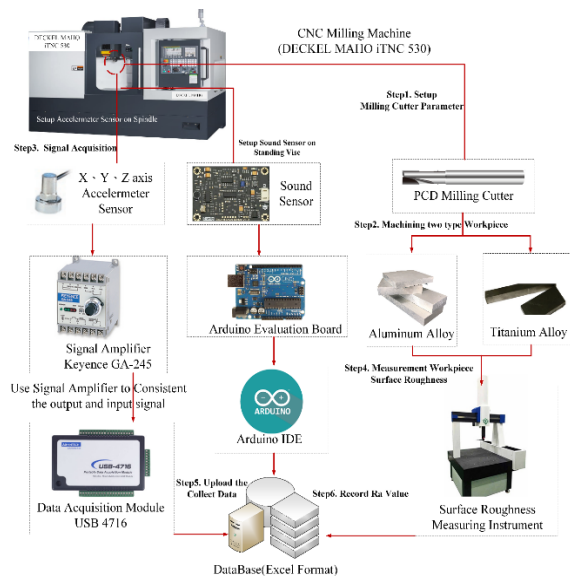 DECKEL MAHO
iTNC 530
CNC Milling Machine
(DECKEL MAHO iTNC 530)
Setup Accelermeter Sensor on Spindle
Step1. Setup
Milling Cutter Parameter
Step3. Signal Acquisition
Setup Sound Sensor on
Standing Vise
X、Y、Z axis
Accelermeter
Sensor
Sound
Sensor
PCD Milling Cutter
Step2. Machining two type Workpiece
Arduino Evaluation Board
Aluminum Alloy
Titanium Alloy
Signal Amplifier
Keyence GA-245
Step4. Measurement Workpiece
Surface Roughness
Use Signal Amplifier to Consistent
the output and input signal
ARDUINO
Arduino IDE
USB-4716
Data Acquisition Module
USB 4716
Step5. Upload the
Collect Data
Step6. Record Ra Value
Surface Roughness
Measuring Instrument
DataBase(Excel Format)